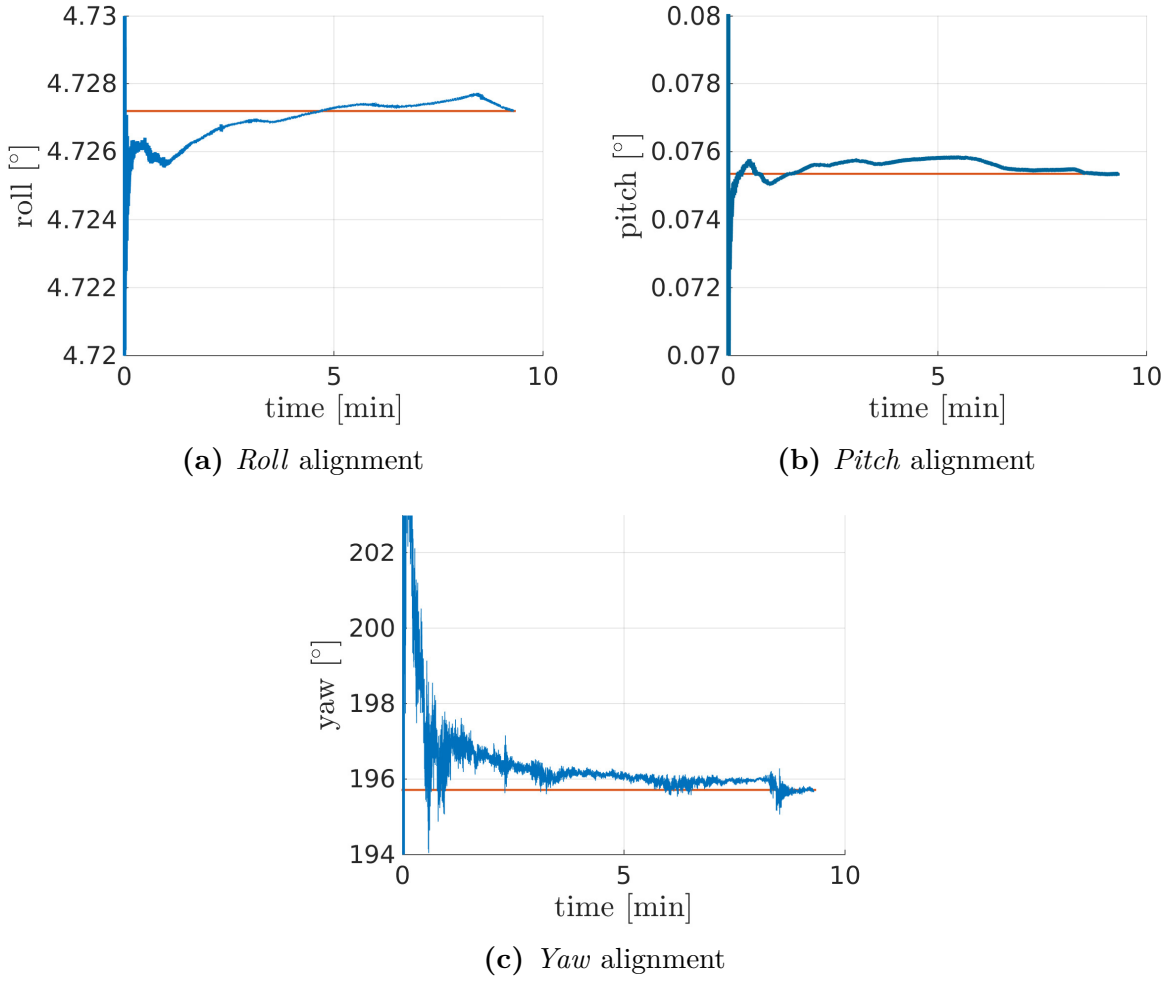 4.73
4.728
4.726
4.724
4.722
4.72
roll [°]
0 5 10
time [min]
(a) Roll alignment
0.08
0.078
0.076
0.074
0.072
0.07
pitch [°]
0 5 10
time [min]
(b) Pitch alignment
202
200
198
196
194
yaw [°]
0 5 10
time [min]
(c) Yaw alignment